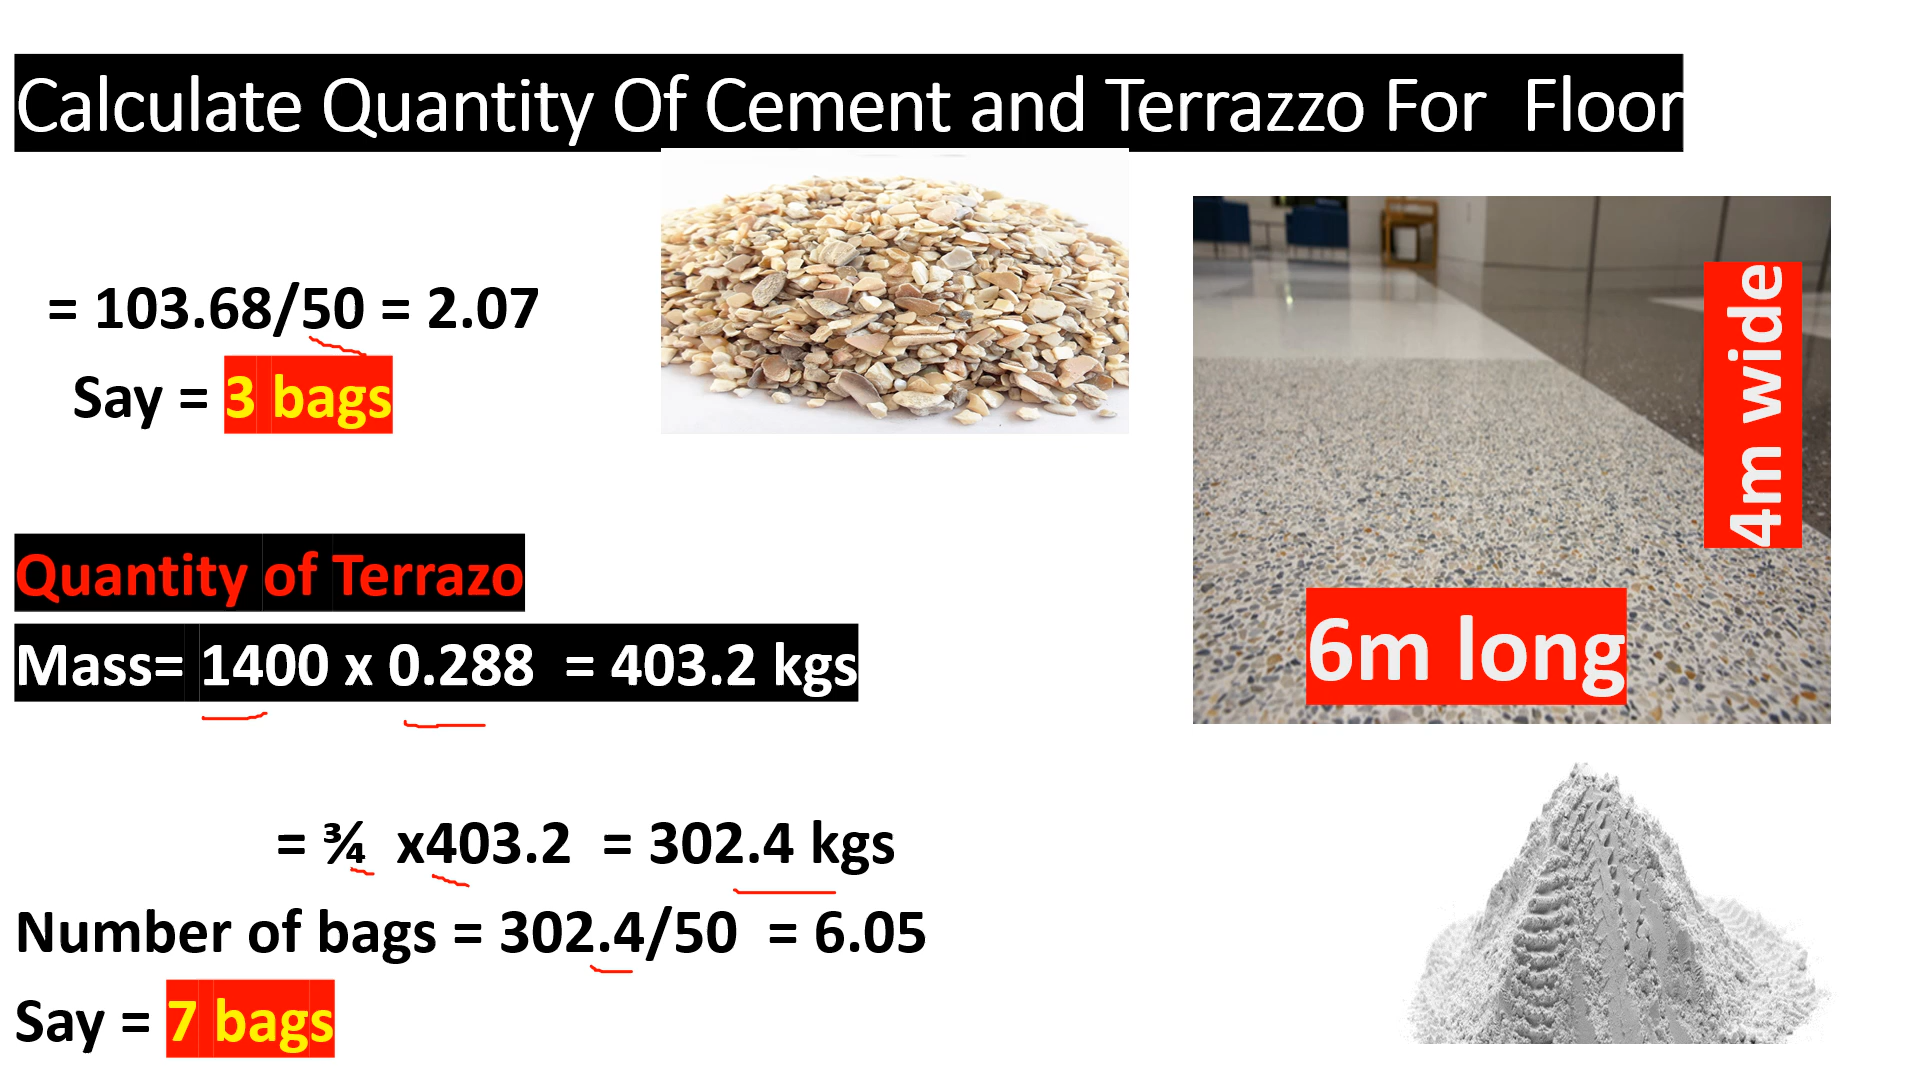 Calculate Quantity Of Cement and Terrazzo For Floor
= 103.68/50 = 2.07
Say = 3 bags
Quantity of Terrazo
Mass= 1400 x 0.288 = 403.2 kgs
= ¾ x403.2 = 302.4 kgs
Number of bags = 302.4/50 = 6.05
Say = 7 bags
4m wide
6m long